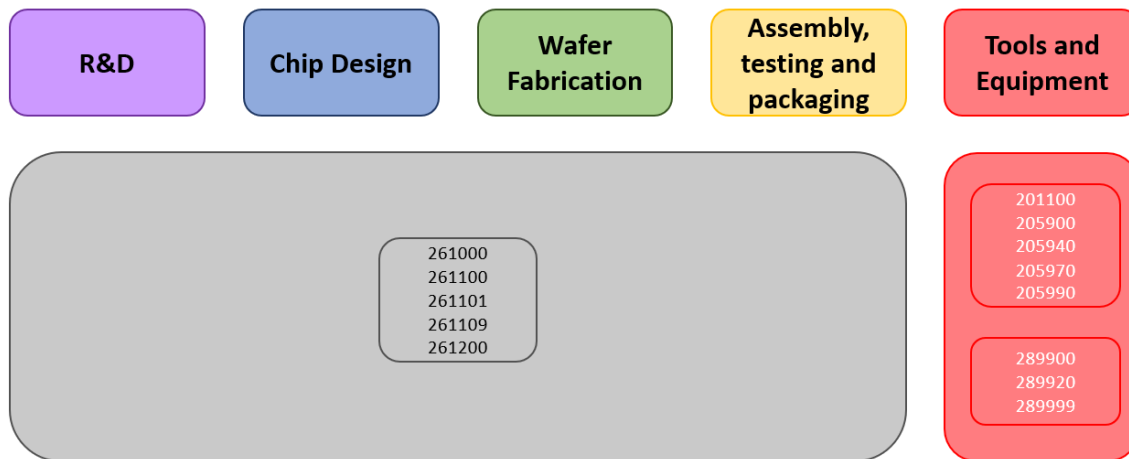 R&D
Chip Design
Wafer
Fabrication
Assembly,
testing and
packaging
Tools and
Equipment
261000
261100
261101
261109
261200
201100
205900
205940
205970
205990
289900
289920
289999